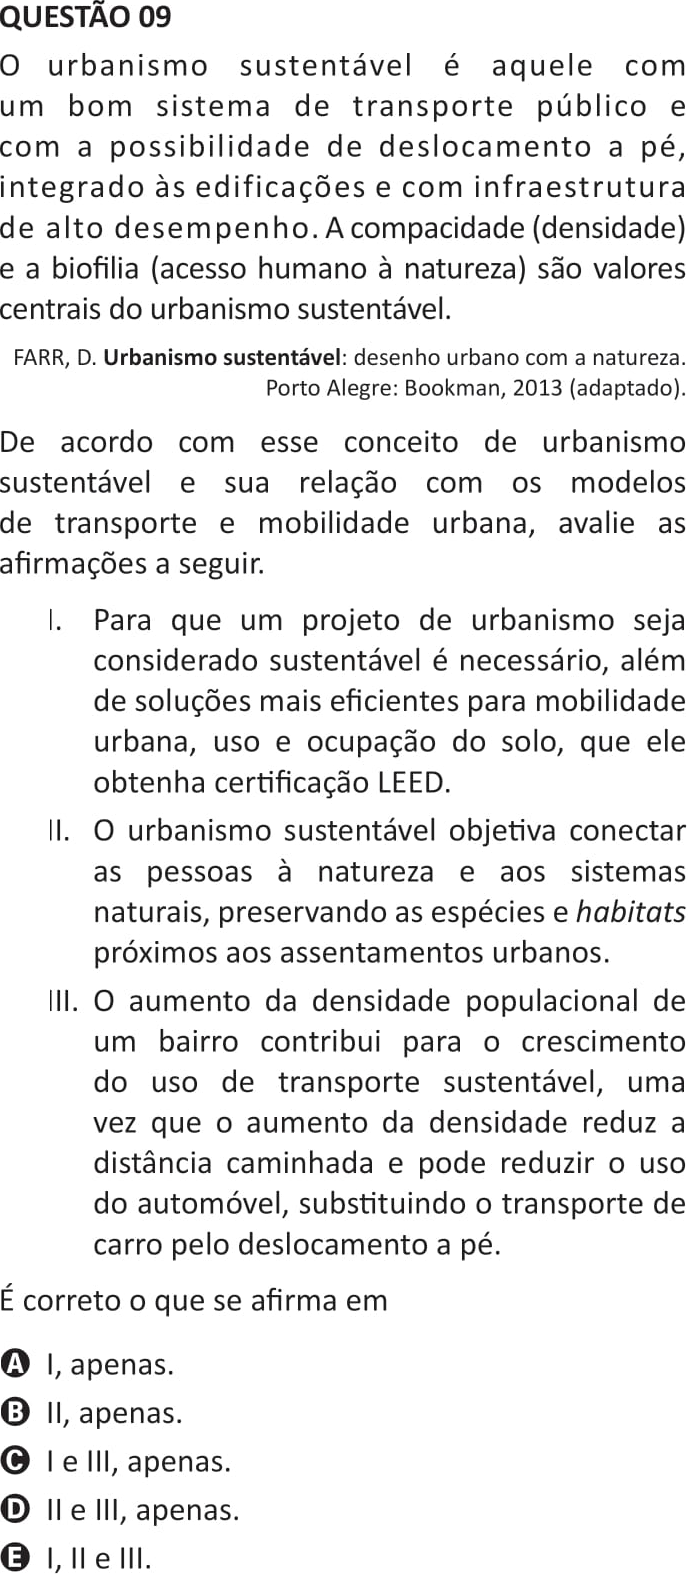 QUESTÃO 09
O urbanismo sustentável é aquele com
um bom sistema de transporte público e
com a possibilidade de deslocamento a pé,
integrado às edificações e com infraestrutura
de alto desempenho. A compacidade (densidade)
e a biofilia (acesso humano à natureza) são valores
centrais do urbanismo sustentável.
FARR, D. Urbanismo sustentável: desenho urbano com a natureza.
Porto Alegre: Bookman, 2013 (adaptado).
De acordo com esse conceito de urbanismo
sustentável e sua relação com os modelos
de transporte e mobilidade urbana, avalie as
afirmações a seguir.
I. Para que um projeto de urbanismo seja
considerado sustentável é necessário, além
de soluções mais eficientes para mobilidade
urbana, uso e ocupação do solo, que ele
obtenha certificação LEED.
II. O urbanismo sustentável objetiva conectar
as pessoas à natureza e aos sistemas
naturais, preservando as espécies e habitats
próximos aos assentamentos urbanos.
III. O aumento da densidade populacional de
um bairro contribui para o crescimento
do uso de transporte sustentável, uma
vez que o aumento da densidade reduz a
distância caminhada e pode reduzir o uso
do automóvel, substituindo o transporte de
carro pelo deslocamento a pé.
É correto o que se afirma em
A I, apenas.
B II, apenas.
C I e III, apenas.
D II e III, apenas.
E I, II e III.